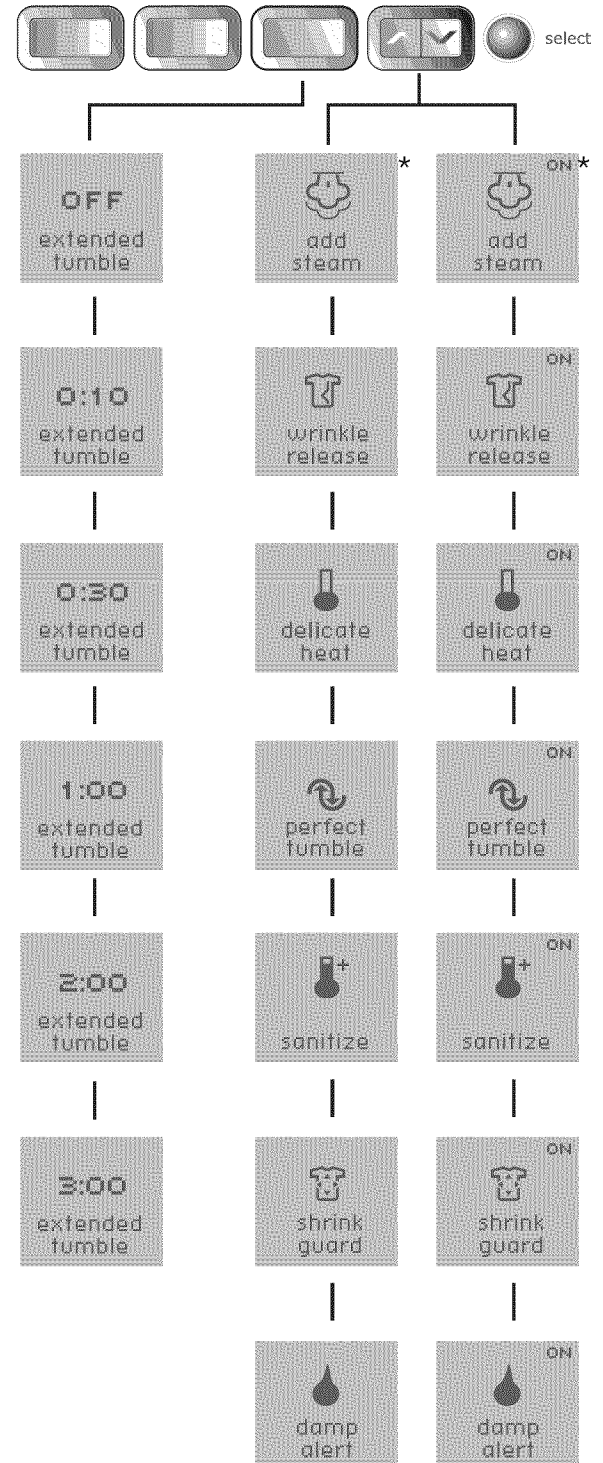 select
OFF
extended
tumble
*
add
steam
ON *
add
steam
0:10
extended
tumble
wrinkle
release
ON
wrinkle
release
0:30
extended
tumble
delicate
heat
ON
delicate
heat
1:00
extended
tumble
perfect
tumble
ON
perfect
tumble
2:00
extended
tumble
+
sanitize
ON
+
sanitize
3:00
extended
tumble
shrink
guard
ON
shrink
guard
damp
alert
ON
damp
alert